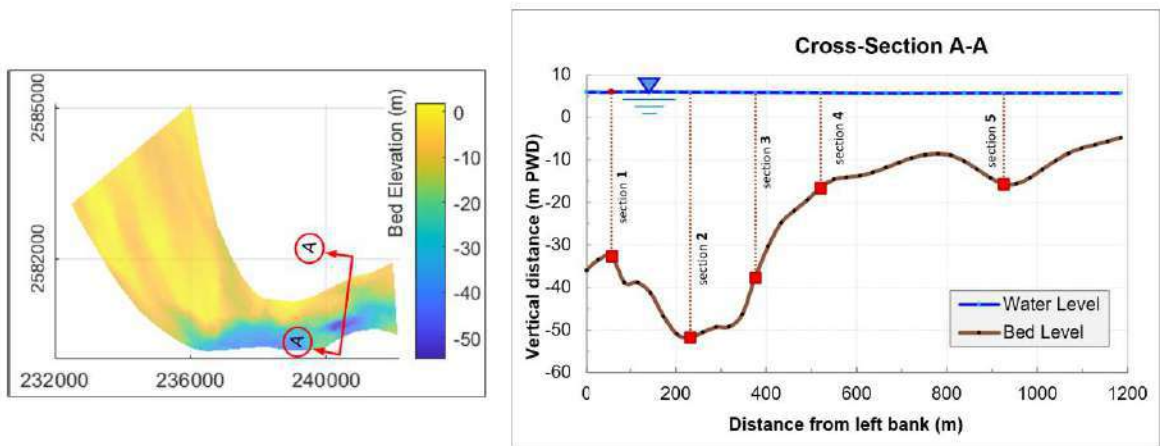 2585000
2582000
232000
236000
240000
A
A
Bed Elevation (m)
0
-10
-20
-30
-40
-50
Cross-Section A-A
Vertical distance (m PWD)
10
0
-10
-20
-30
-40
-50
-60
section 1
section 2
section 3
section 4
section 5
Water Level
Bed Level
0
200
400
600
800
1000
1200
Distance from left bank (m)